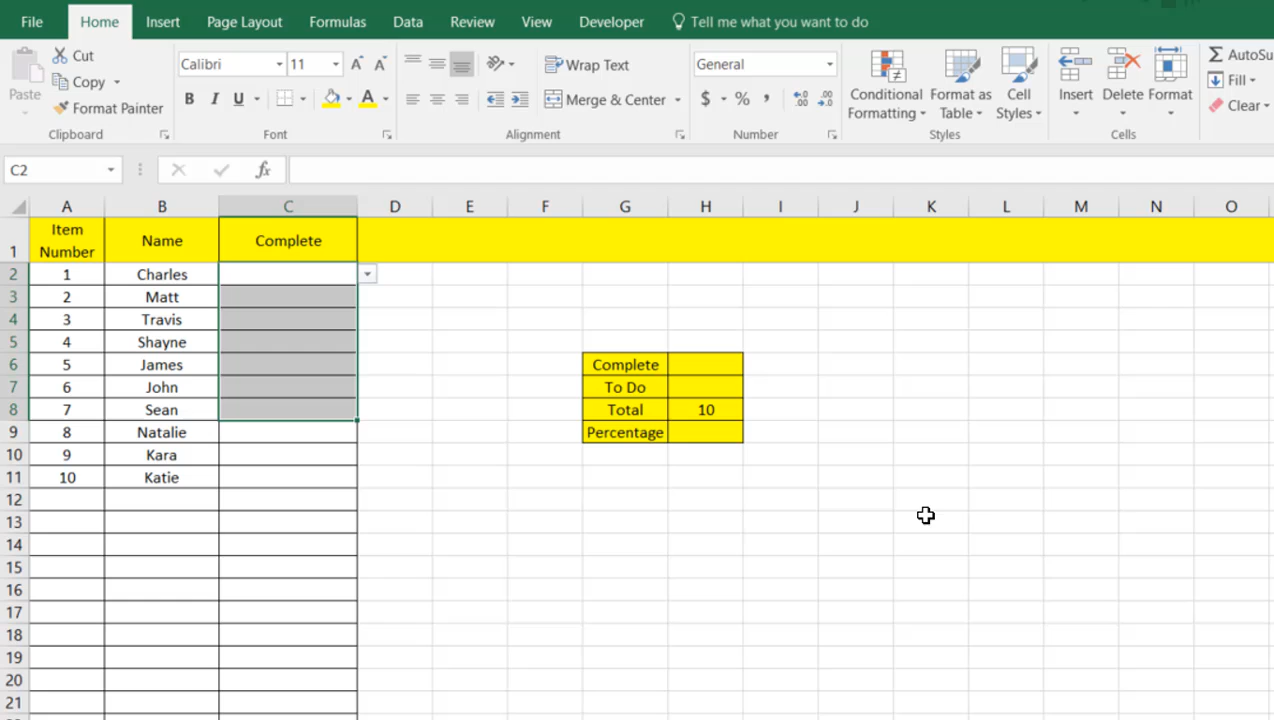 File Home Insert Page Layout Formulas Data Review View Developer Tell me what you want to do
Paste Cut Copy Format Painter
Clipboard
Calibri 11 A A
B I U A
Font
Wrap Text
Merge & Center
Alignment
General
$ % ,
Number
Conditional Formatting Format as Table Cell Styles
Styles
Insert Delete Format
Cells
Σ AutoSu
Fill
Clear
C2 fx
A B C D E F G H I J K L M N O
1 Item Number Name Complete
2 1 Charles
3 2 Matt
4 3 Travis
5 4 Shayne
6 5 James Complete
7 6 John To Do
8 7 Sean Total 10
9 8 Natalie Percentage
10 9 Kara
11 10 Katie
12
13
14
15
16
17
18
19
20
21